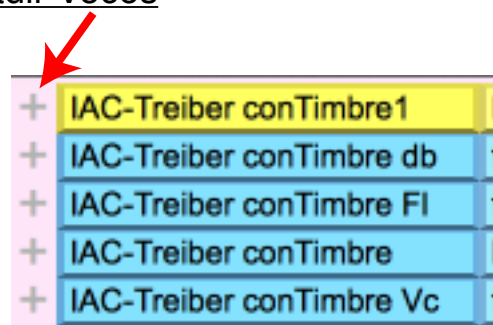 + IAC-Treiber conTimbre1
+ IAC-Treiber conTimbre db
+ IAC-Treiber conTimbre Fl
+ IAC-Treiber conTimbre
+ IAC-Treiber conTimbre Vc